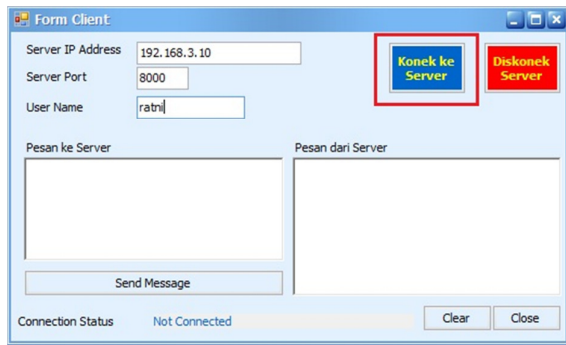 Form Client
Server IP Address 192.168.3.10
Server Port 8000
User Name ratni
Konek ke
Server
Diskonek
Server
Pesan ke Server
Pesan dari Server
Send Message
Connection Status Not Connected
Clear
Close